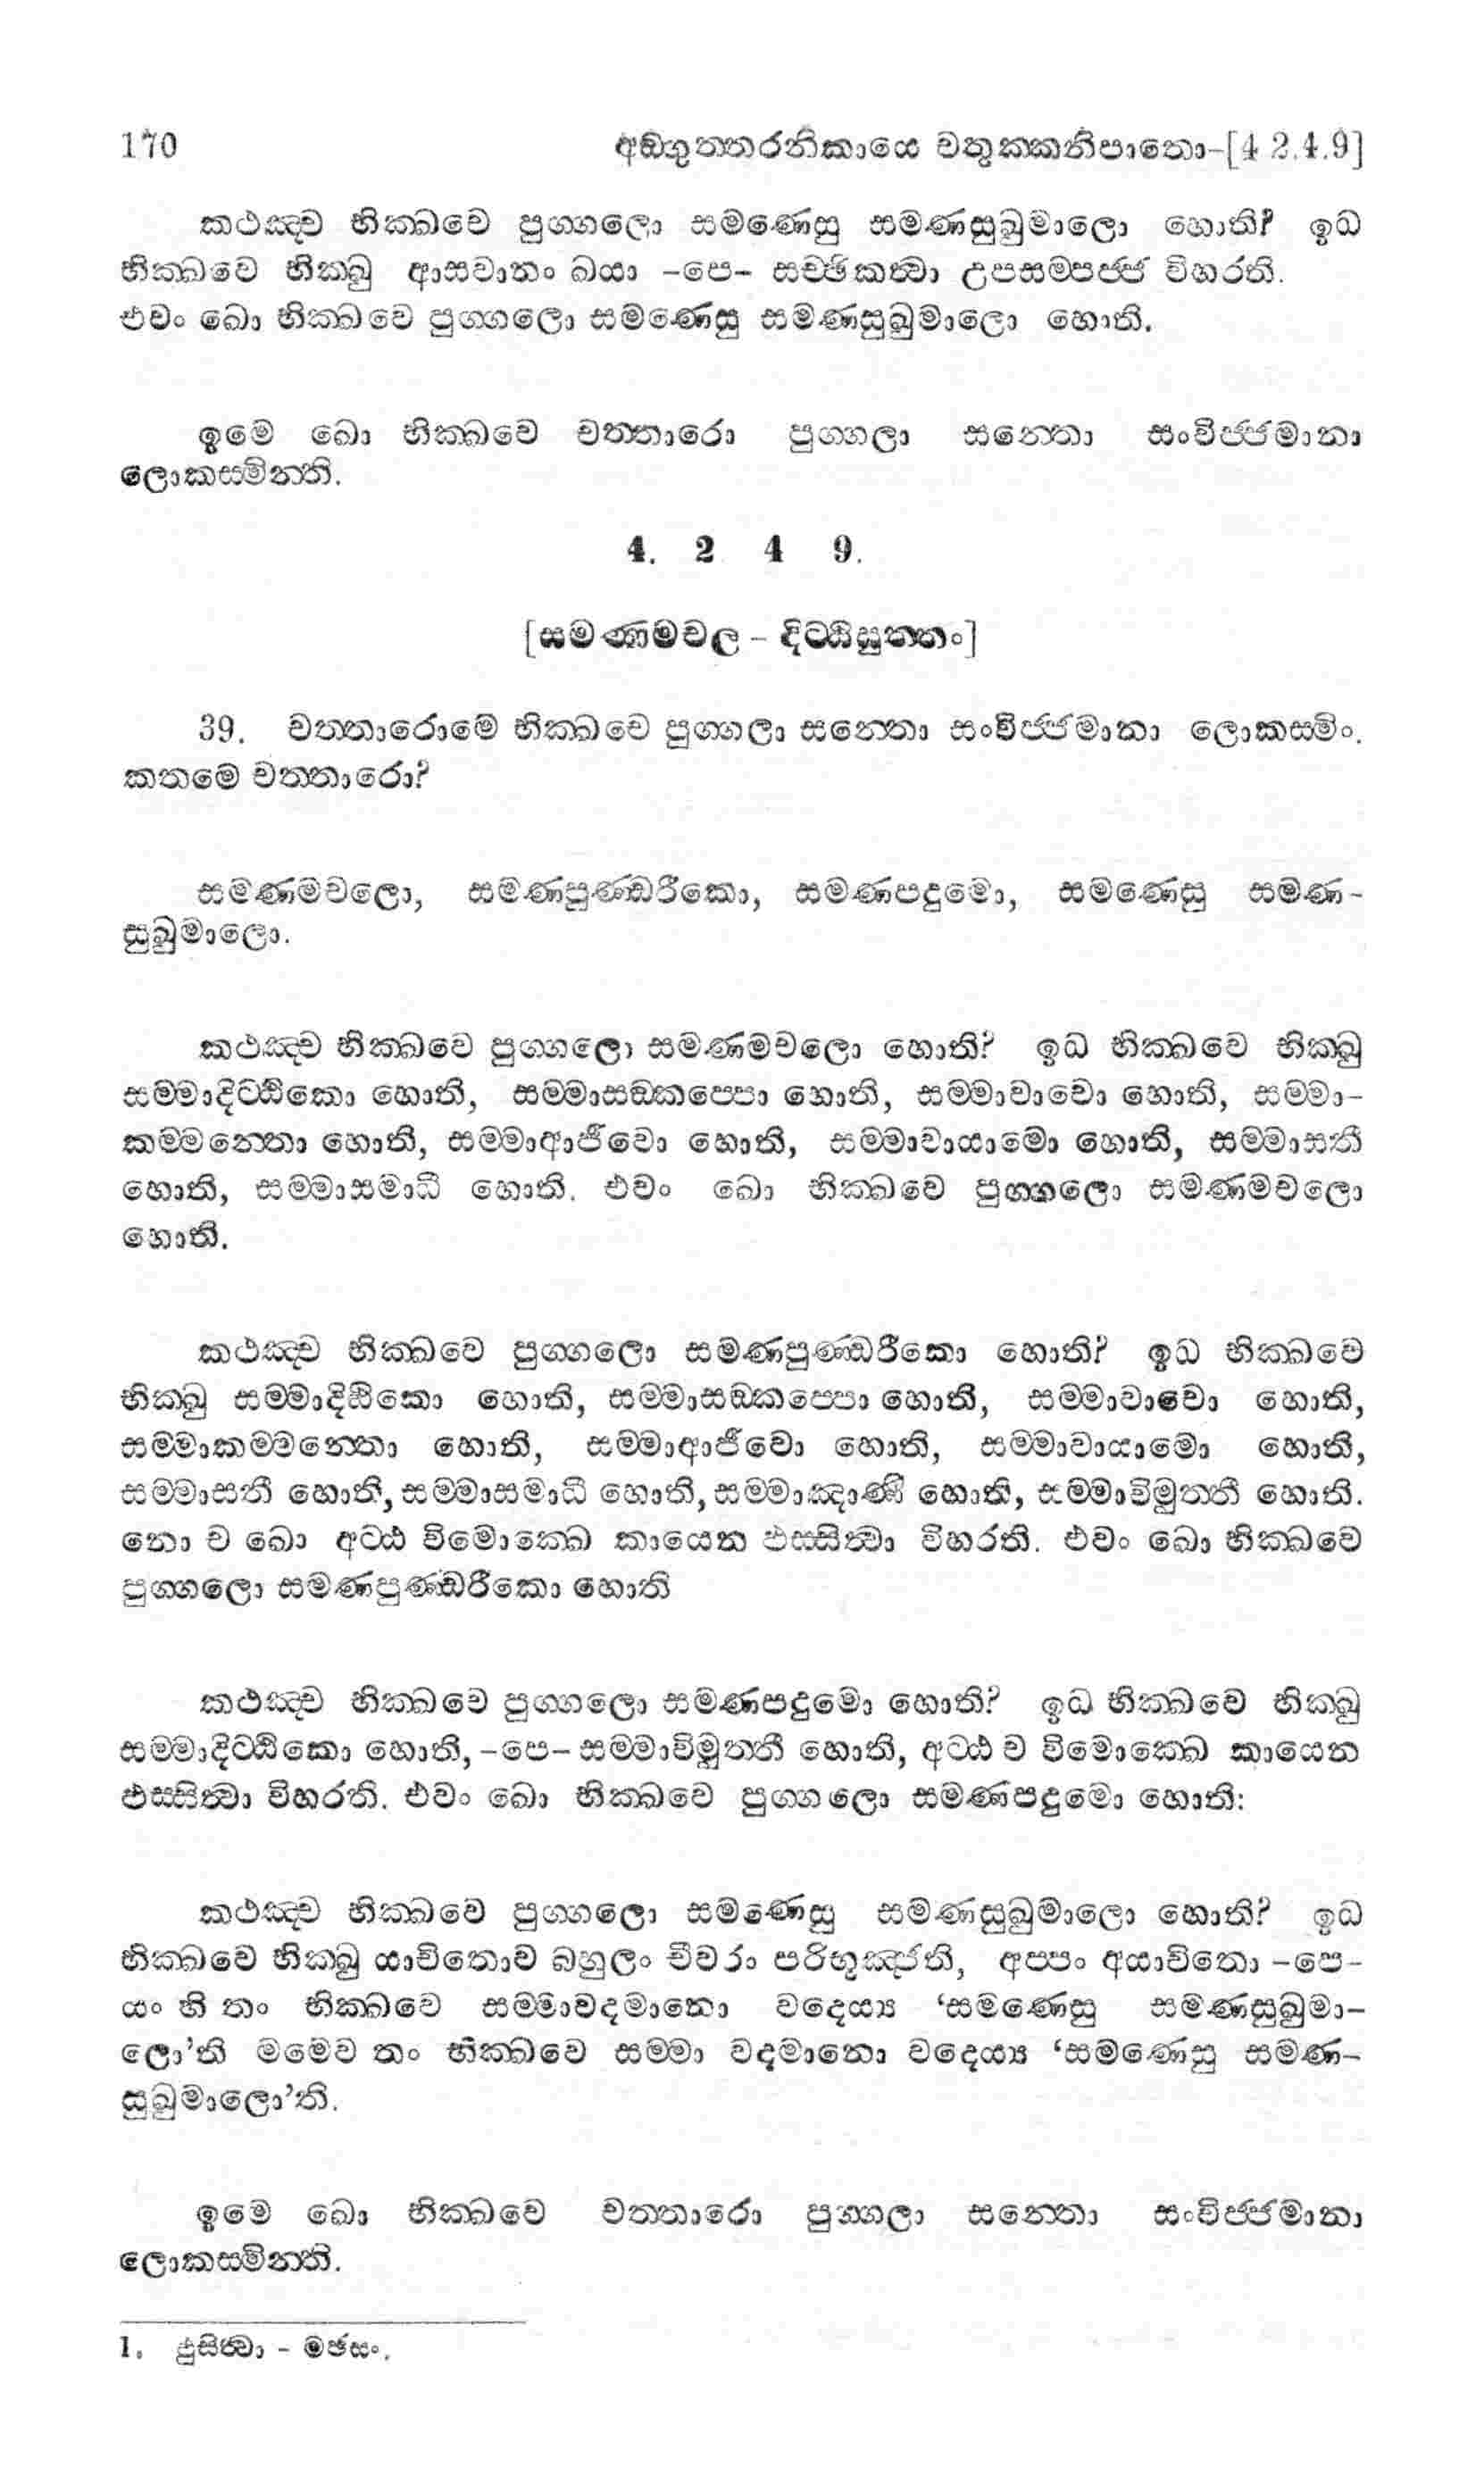 170 අඞ්ගුත්තරනිකායෙ චතුක්කනිපාතො-[4 2.4.9]
කථඤ්ච භික්ඛවෙ පුග්ගලො සමණෙසු සමණසුඛුමාලො හොති? ඉධ
භික්ඛවෙ භික්ඛු ආසවානං ඛයා -පෙ- සච්ඡිකත්වා උපසම්පජ්ජ විහරති.
එවං ඛො භික්ඛවෙ පුග්ගලො සමණෙසු සමණසුඛුමාලො හොති.
ඉමෙ ඛො භික්ඛවෙ චත්තාරො පුග්ගලා සන්තො සංවිජ්ජමානා
ලොකස්මින්ති.
4. 2 4 9.
[සමණමචල - දිට්ඨිසුත්තං]
39. චත්තාරොමෙ භික්ඛවෙ පුග්ගලා සන්තො සංවිජ්ජමානා ලොකස්මිං.
කතමෙ චත්තාරො?
සමණමචලො, සමණපුණ්ඩරීකො, සමණපදුමො, සමණෙසු සමණ-
සුඛුමාලො.
කථඤ්ච භික්ඛවෙ පුග්ගලො සමණමචලො හොති? ඉධ භික්ඛවෙ භික්ඛු
සම්මාදිට්ඨිකො හොති, සම්මාසඞ්කප්පො හොති, සම්මාවාචො හොති, සම්මා-
කම්මන්තො හොති, සම්මාආජීවො හොති, සම්මාවායාමො හොති, සම්මාසතී
හොති, සම්මාසමාධී හොති. එවං ඛො භික්ඛවෙ පුග්ගලො සමණමචලො
හොති.
කථඤ්ච භික්ඛවෙ පුග්ගලො සමණපුණ්ඩරීකො හොති? ඉධ භික්ඛවෙ
භික්ඛු සම්මාදිට්ඨිකො හොති, සම්මාසඞ්කප්පො හොති, සම්මාවාචො හොති,
සම්මාකම්මන්තො හොති, සම්මාආජීවො හොති, සම්මාවායාමො හොති,
සම්මාසතී හොති, සම්මාසමාධී හොති, සම්මාඤාණී හොති, සම්මාවිමුත්තී හොති.
නො ච ඛො අට්ඨ විමොක්ඛෙ කායෙන ඵස්සිත්වා විහරති. එවං ඛො භික්ඛවෙ
පුග්ගලො සමණපුණ්ඩරීකො හොති
කථඤ්ච භික්ඛවෙ පුග්ගලො සමණපදුමො හොති? ඉධ භික්ඛවෙ භික්ඛු
සම්මාදිට්ඨිකො හොති, -පෙ- සම්මාවිමුත්තී හොති, අට්ඨ ච විමොක්ඛෙ කායෙන
ඵස්සිත්වා විහරති. එවං ඛො භික්ඛවෙ පුග්ගලො සමණපදුමො හොති:
කථඤ්ච භික්ඛවෙ පුග්ගලො සමණෙසු සමණසුඛුමාලො හොති? ඉධ
භික්ඛවෙ භික්ඛු යාචිතොව බහුලං චීවරං පරිභුඤ්ජති, අප්පං අයාචිතො -පෙ-
යං හි තං භික්ඛවෙ සම්මාවදමානො වදෙය්‍ය ‘සමණෙසු සමණසුඛුමා-
ලො’ති මමෙව තං භික්ඛවෙ සම්මා වදමානො වදෙය්‍ය ‘සමණෙසු සමණ-
සුඛුමාලො’ති.
ඉමෙ ඛො භික්ඛවෙ චත්තාරො පුග්ගලා සන්තො සංවිජ්ජමානා
ලොකස්මින්ති.
1. ඵුසිත්වා - මඡසං.